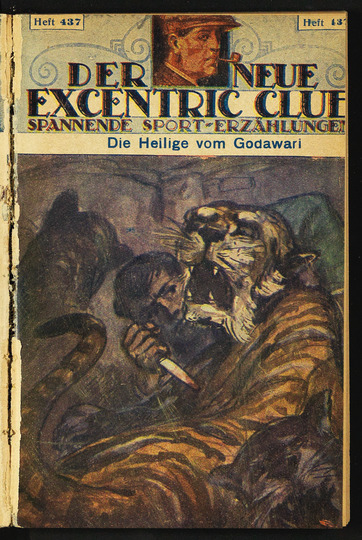 Heft 437 Heft 437
DER NEUE
EXCENTRIC CLUB
SPANNENDE SPORT-ERZÄHLUNGEN
Die Heilige vom Godawari